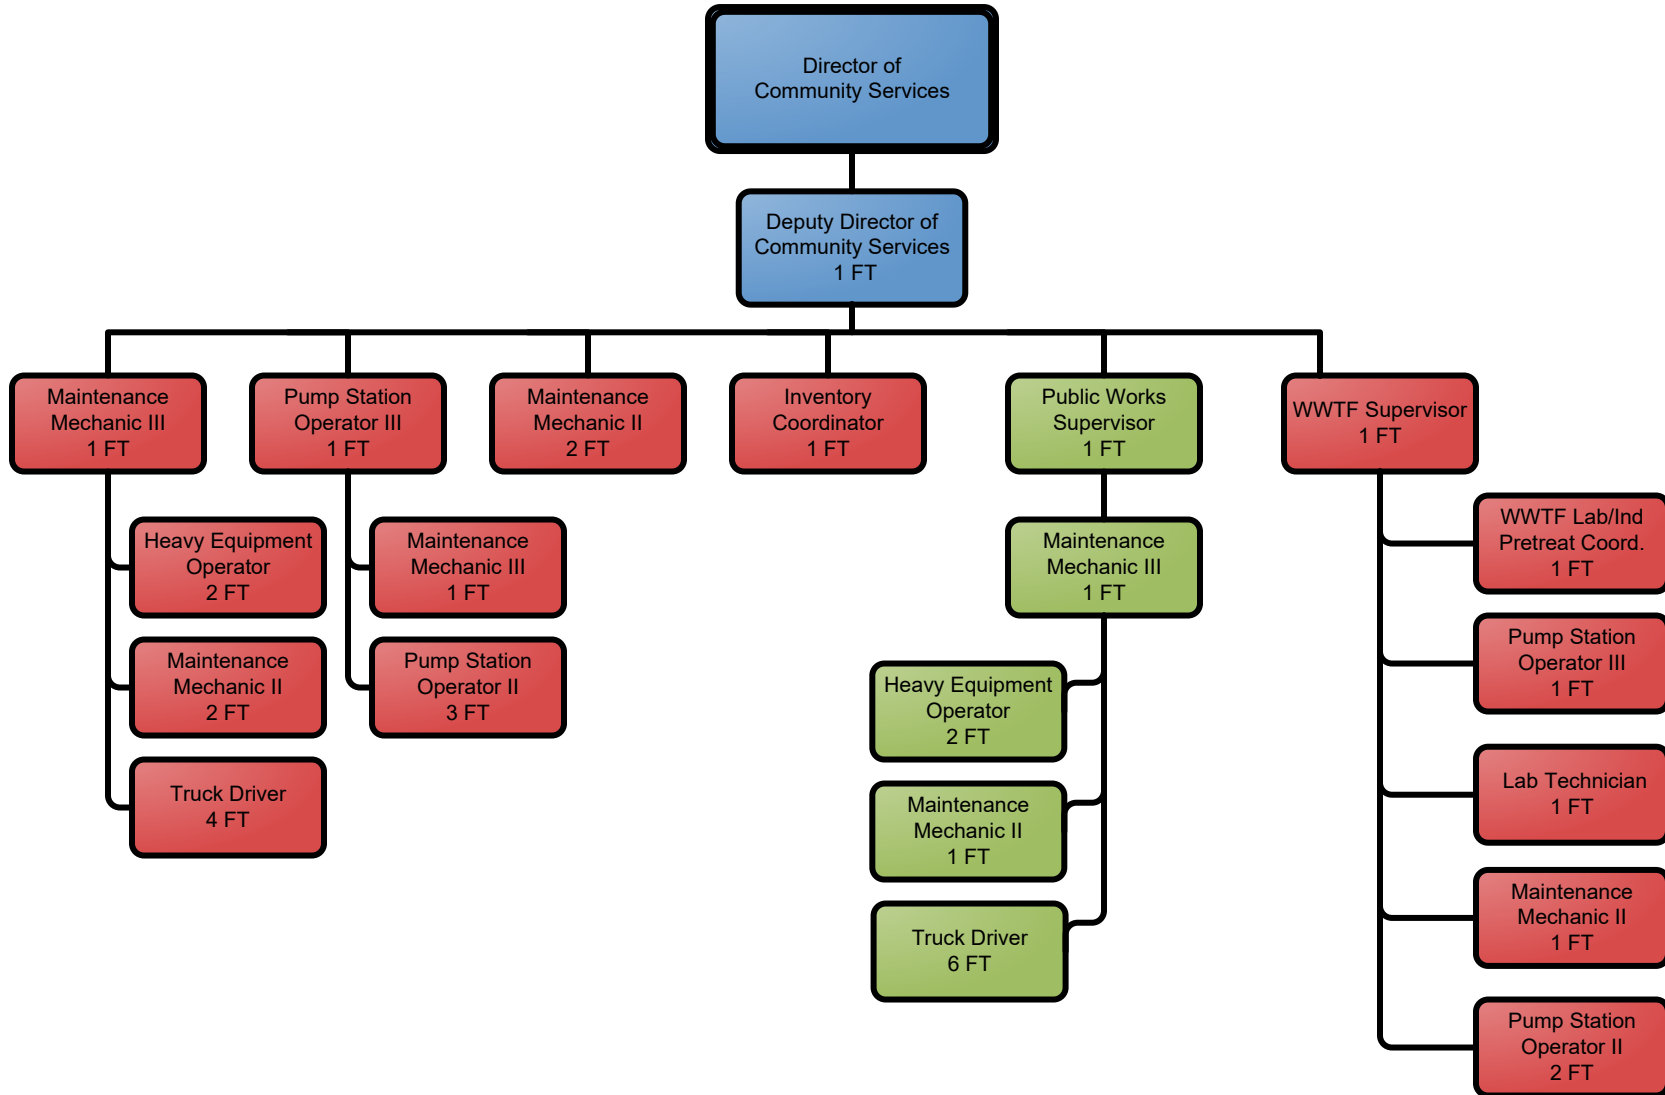 Director of
Community Services
Deputy Director of
Community Services
1 FT
Maintenance
Mechanic III
1 FT
Pump Station
Operator III
1 FT
Maintenance
Mechanic II
2 FT
Inventory
Coordinator
1 FT
Public Works
Supervisor
1 FT
WWTF Supervisor
1 FT
Heavy Equipment
Operator
2 FT
Maintenance
Mechanic II
2 FT
Truck Driver
4 FT
Maintenance
Mechanic III
1 FT
Pump Station
Operator II
3 FT
Maintenance
Mechanic III
1 FT
Heavy Equipment
Operator
2 FT
Maintenance
Mechanic II
1 FT
Truck Driver
6 FT
WWTF Lab/Ind
Pretreat Coord.
1 FT
Pump Station
Operator III
1 FT
Lab Technician
1 FT
Maintenance
Mechanic II
1 FT
Pump Station
Operator II
2 FT